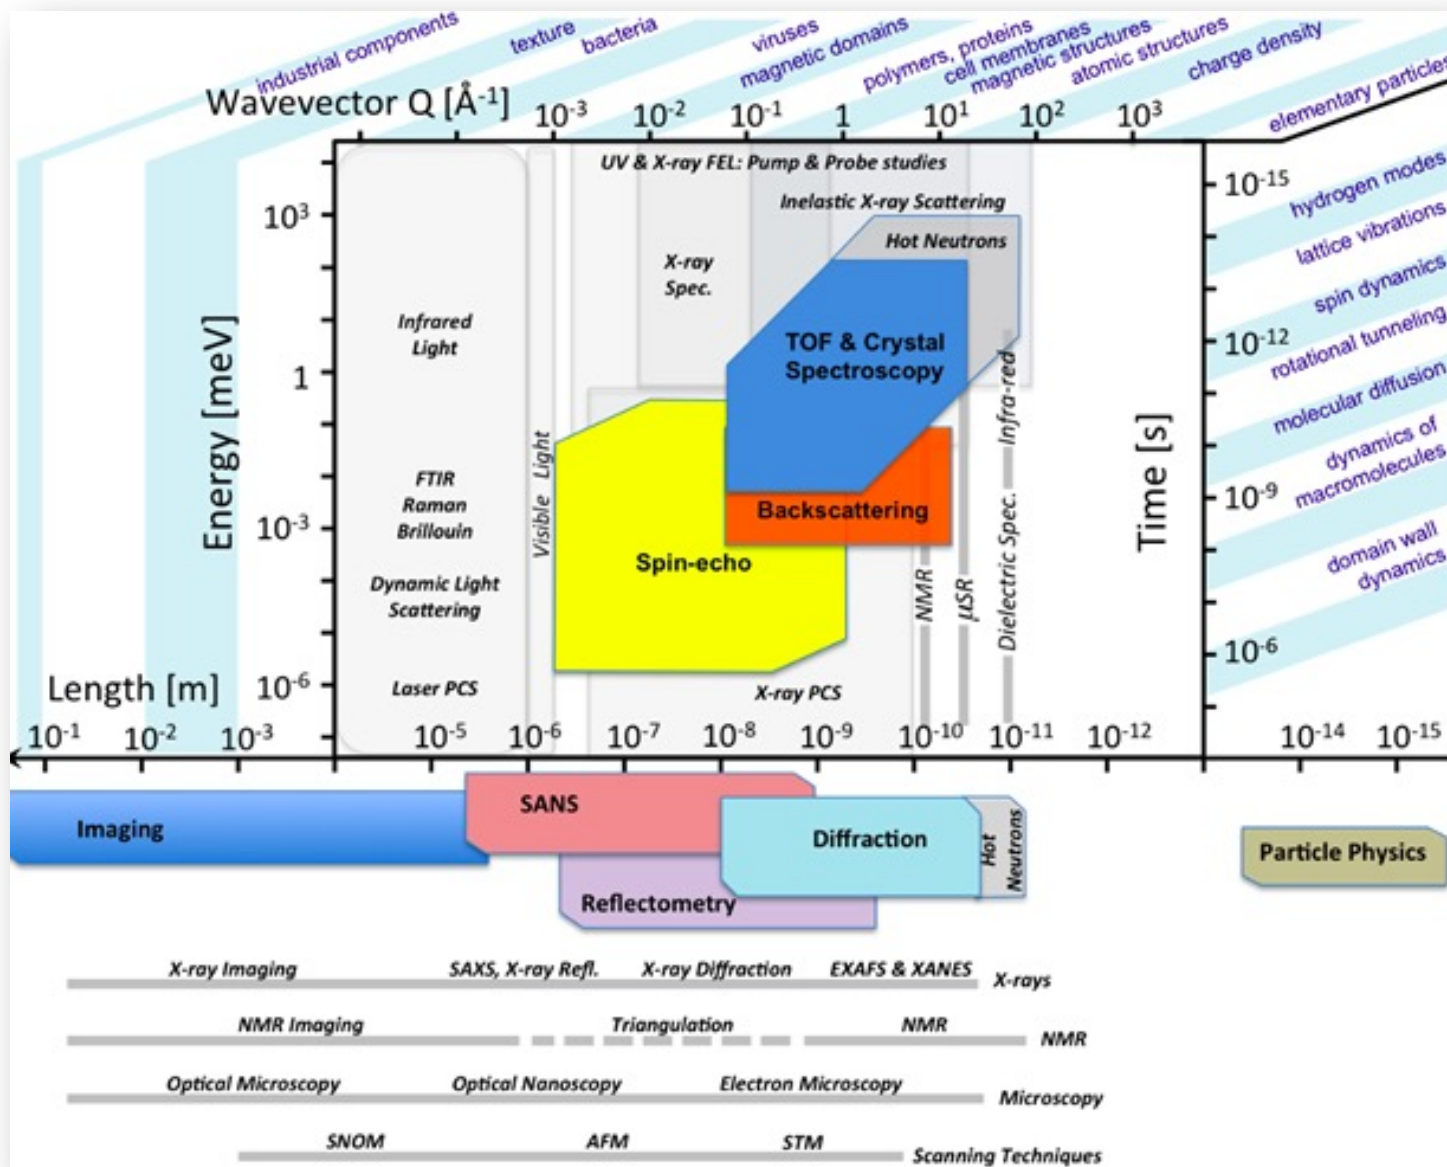 industrial components
texture
bacteria
viruses
magnetic domains
polymers, proteins
cell membranes
magnetic structures
atomic structures
charge density
elementary particles
Wavevector Q [Å-1]
10-3
10-2
10-1
1
101
102
103
UV & X-ray FEL: Pump & Probe studies
Inelastic X-ray Scattering
Hot Neutrons
X-ray
Spec.
Infrared
Light
TOF & Crystal
Spectroscopy
FTIR
Raman
Brillouin
Visible Light
Backscattering
Spin-echo
Dynamic Light
Scattering
Laser PCS
X-ray PCS
NMR
µSR
Dielectric Spec.
Infra-red
Energy [meV]
103
1
10-3
10-6
Time [s]
10-15
10-12
10-9
10-6
hydrogen modes
lattice vibrations
spin dynamics
rotational tunneling
molecular diffusion
dynamics of
macromolecules
domain wall
dynamics
Length [m]
10-1
10-2
10-3
10-5
10-6
10-7
10-8
10-9
10-10
10-11
10-12
10-14
10-15
Imaging
SANS
Diffraction
Hot
Neutrons
Reflectometry
Particle Physics
X-ray Imaging
SAXS, X-ray Refl.
X-ray Diffraction
EXAFS & XANES
X-rays
NMR Imaging
Triangulation
NMR
NMR
Optical Microscopy
Optical Nanoscopy
Electron Microscopy
Microscopy
SNOM
AFM
STM
Scanning Techniques